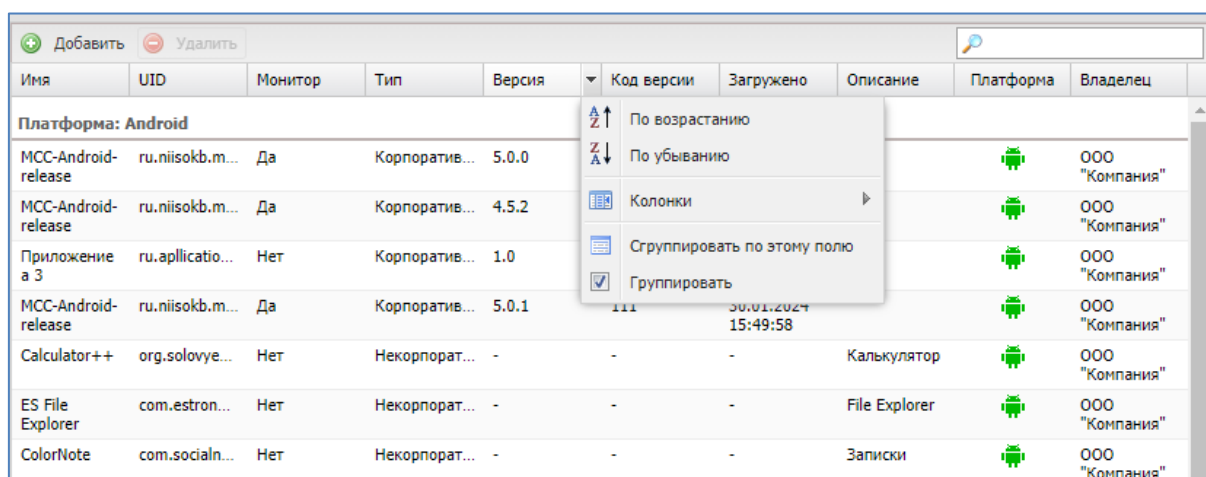 Добавить Удалить
Имя UID Монитор Тип Версия Код версии Загружено Описание Платформа Владелец
Платформа: Android
По возрастанию
По убыванию
Колонки
Сгруппировать по этому полю
Группировать
MCC-Android- ru.niisokb.m... Да Корпоратив... 5.0.0 ООО
release "Компания"
MCC-Android- ru.niisokb.m... Да Корпоратив... 4.5.2 ООО
release "Компания"
Приложение ru.apllicatio... Нет Корпоратив... 1.0 ООО
а 3 "Компания"
MCC-Android- ru.niisokb.m... Да Корпоратив... 5.0.1 111 30.01.2024 ООО
release 15:49:58 "Компания"
Calculator++ org.solovye... Нет Некорпорат... - - - Калькулятор ООО
"Компания"
ES File com.estron... Нет Некорпорат... - - - File Explorer ООО
Explorer "Компания"
ColorNote com.socialn... Нет Некорпорат... - - - Записки ООО
"Компания"